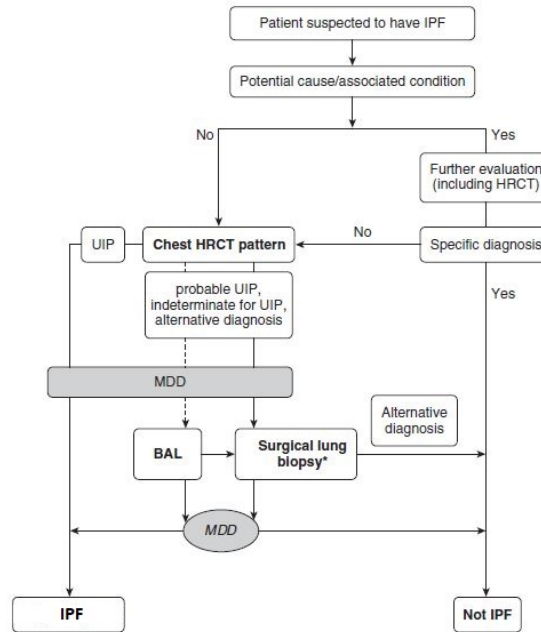 Patient suspected to have IPF
Potential cause/associated condition
No
Yes
Further evaluation
(including HRCT)
UIP
Chest HRCT pattern
No
Specific diagnosis
probable UIP,
indeterminate for UIP,
alternative diagnosis
Yes
MDD
Alternative
diagnosis
BAL
Surgical lung
biopsy*
MDD
IPF
Not IPF